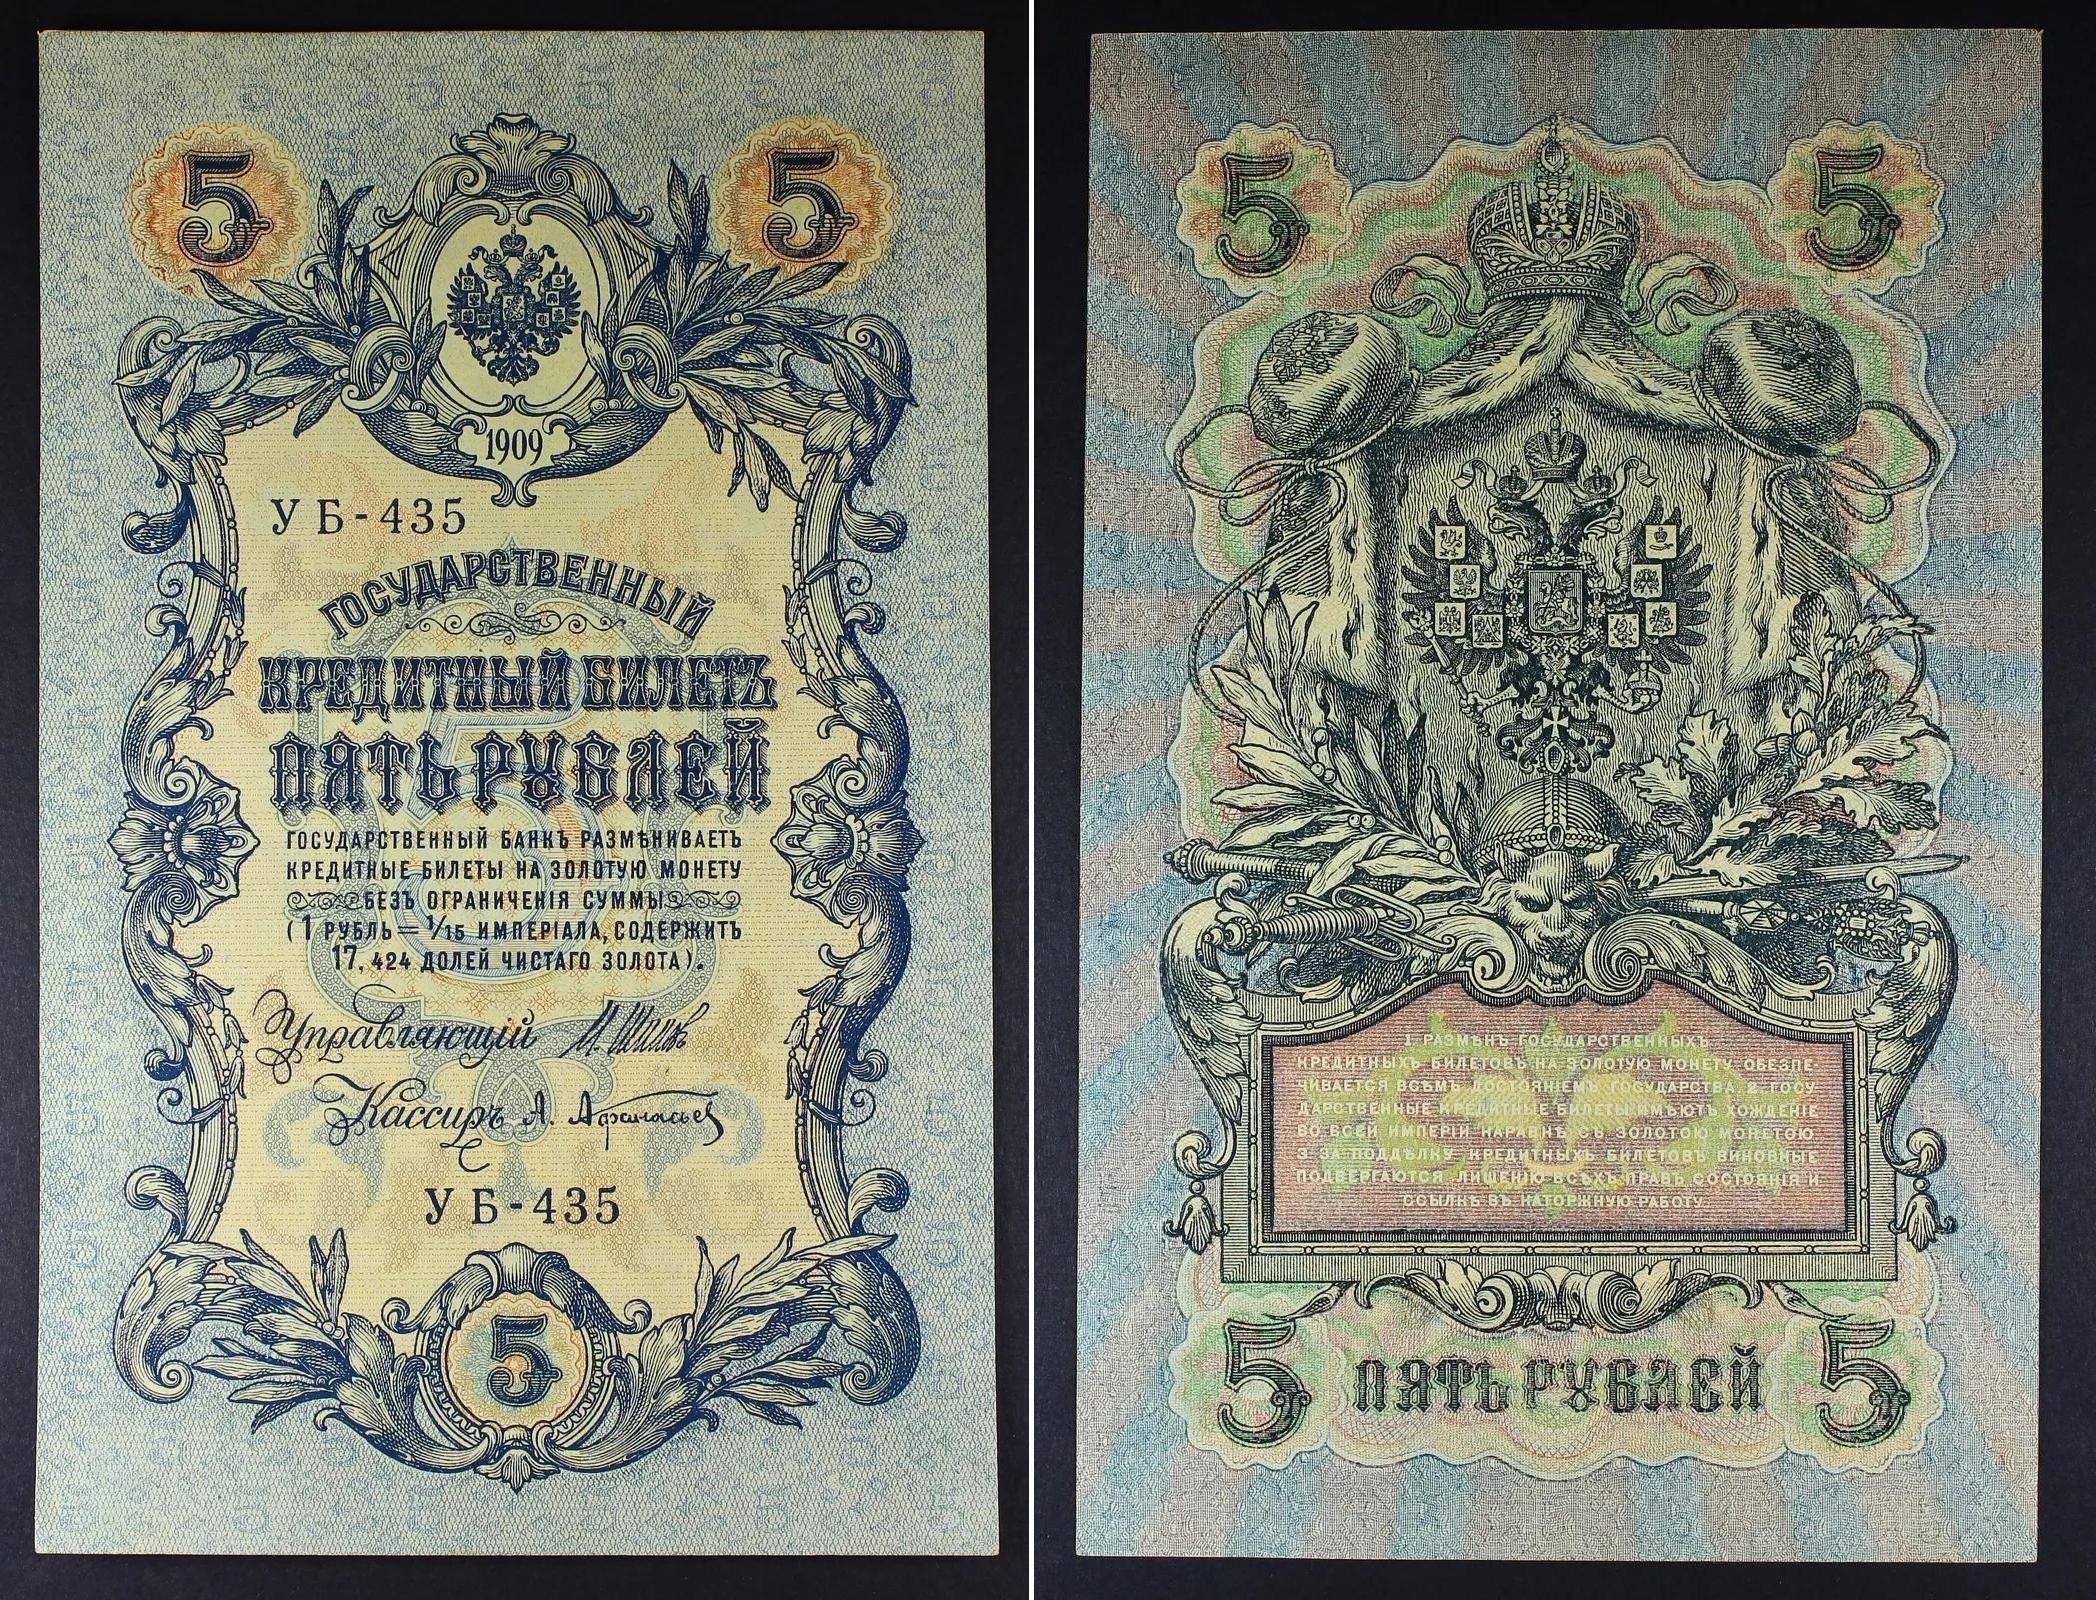 5 5
1909
УБ-435
ГОСУДАРСТВЕННЫЙ
КРЕДИТНЫЙ БИЛЕТЪ
ПЯТЬ РУБЛЕЙ
ГОСУДАРСТВЕННЫЙ БАНКЪ РАЗМѢНИВАЕТЪ
КРЕДИТНЫЕ БИЛЕТЫ НА ЗОЛОТУЮ МОНЕТУ
БЕЗЪ ОГРАНИЧЕНІЯ СУММЫ
(1 РУБЛЬ = 1/15 ИМПЕРІАЛА, СОДЕРЖИТЪ
17,424 ДОЛЕЙ ЧИСТАГО ЗОЛОТА).
Управляющій И. Шипов
Кассиръ А. Афанасьев
УБ-435
5
5 5
1. РАЗМѢНЪ ГОСУДАРСТВЕННЫХЪ
КРЕДИТНЫХЪ БИЛЕТОВЪ НА ЗОЛОТУЮ МОНЕТУ ОБЕЗПЕ-
ЧИВАЕТСЯ ВСѢМЪ ДОСТОЯНІЕМЪ ГОСУДАРСТВА. 2. ГОСУ
ДАРСТВЕННЫЕ КРЕДИТНЫЕ БИЛЕТЫ ИМѢЮТЪ ХОЖДЕНІЕ
ВО ВСЕЙ ИМПЕРІИ НАРАВНѢ СЪ ЗОЛОТОЮ МОНЕТОЮ
3. ЗА ПОДДѢЛКУ КРЕДИТНЫХЪ БИЛЕТОВЪ ВИНОВНЫЕ
ПОДВЕРГАЮТСЯ ЛИШЕНІЮ ВСѢХЪ ПРАВЪ СОСТОЯНІЯ И
ССЫЛКѢ ВЪ КАТОРЖНУЮ РАБОТУ
5 ПЯТЬ РУБЛЕЙ 5